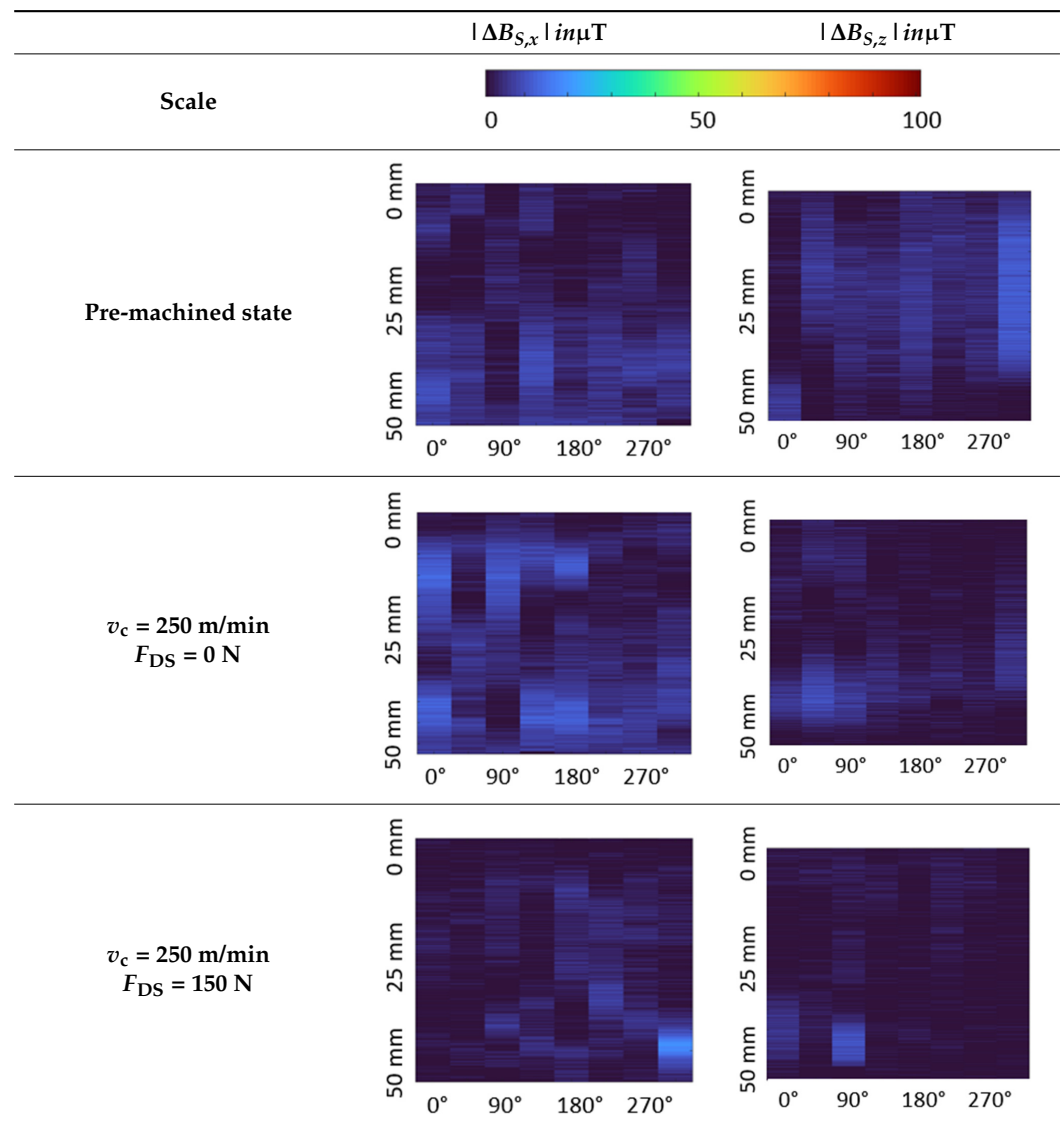 |ΔB_S,x| in μT |ΔB_S,z| in μT
Scale
0 50 100
Pre-machined state
0 mm 25 mm 50 mm
0° 90° 180° 270°
0 mm 25 mm 50 mm
0° 90° 180° 270°
v_c = 250 m/min
F_DS = 0 N
0 mm 25 mm 50 mm
0° 90° 180° 270°
0 mm 25 mm 50 mm
0° 90° 180° 270°
v_c = 250 m/min
F_DS = 150 N
0 mm 25 mm 50 mm
0° 90° 180° 270°
0 mm 25 mm 50 mm
0° 90° 180° 270°